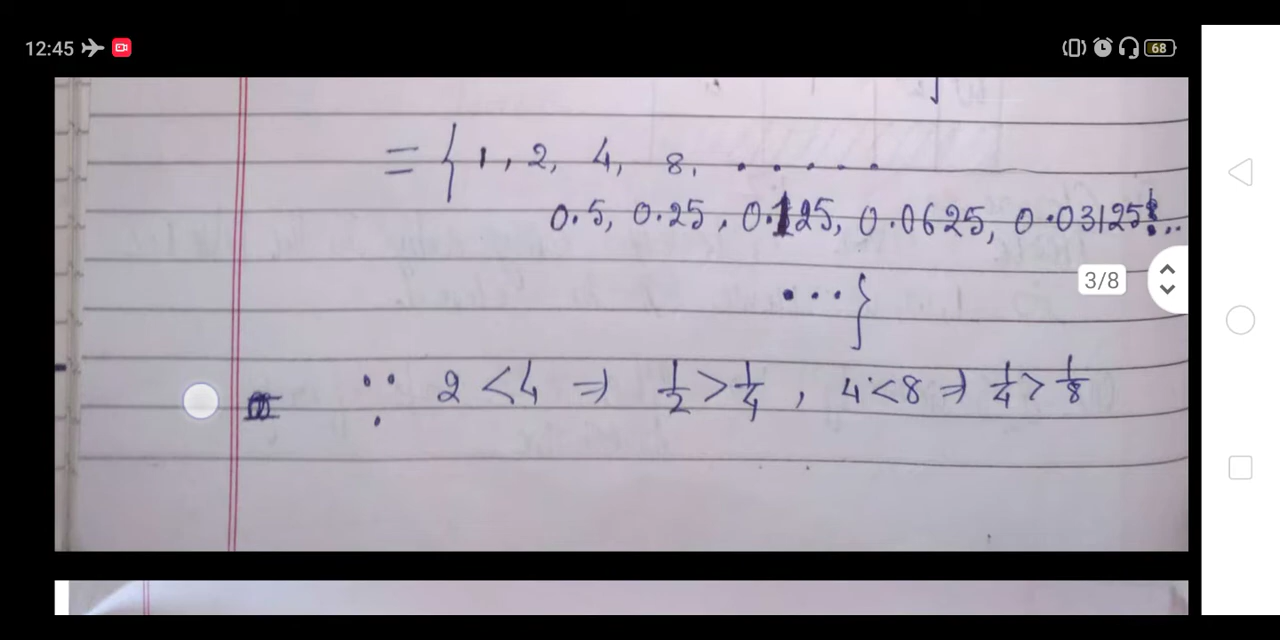 12:45
68
= { 1, 2, 4, 8, . . . . .
0.5, 0.25, 0.125, 0.0625, 0.03125...
... }
3/8
∵ 2 < 4 ⇒ 1/2 > 1/4 , 4 < 8 ⇒ 1/4 > 1/8